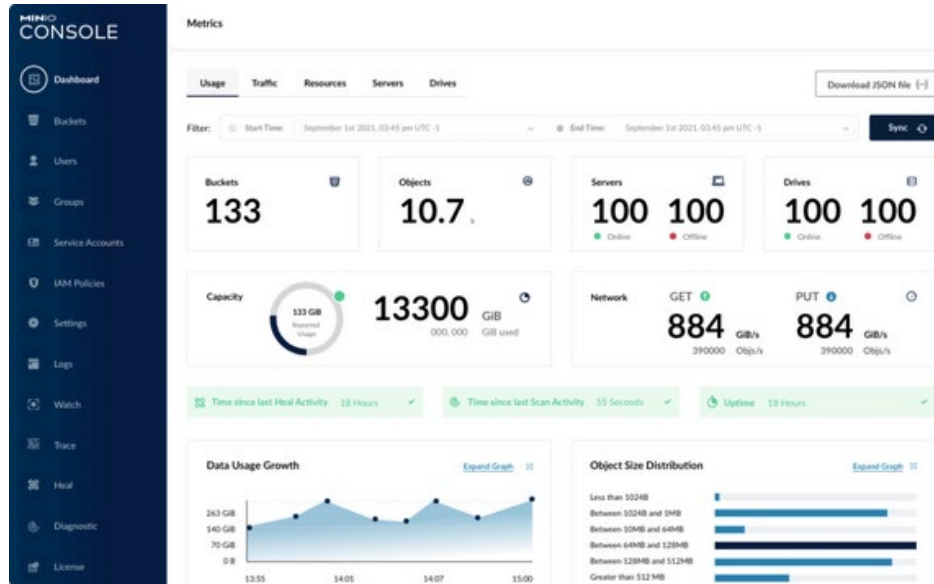 MINIO
CONSOLE
Dashboard
Buckets
Users
Groups
Service Accounts
IAM Policies
Settings
Logs
Watch
Trace
Heal
Diagnostic
License
Metrics
Usage Traffic Resources Servers Drives
Download JSON file {--}
Filter: Start Time: September 1st 2021, 03:45 pm UTC -1 End Time: September 1st 2021, 03:45 pm UTC -1 Sync
Buckets
133
Objects
10.7
Servers
100 100
Online Offline
Drives
100 100
Online Offline
Capacity
133 GiB
Reported
Usage
13300 GiB
000, 000 GiB used
Network
GET PUT
884 GiB/s 884 GiB/s
390000 Objs/s 390000 Objs/s
Time since last Heal Activity 18 Hours
Time since last Scan Activity 55 Seconds
Uptime 18 Hours
Data Usage Growth Expand Graph
263 GiB
140 GiB
70 GiB
0 B
13:55 14:01 14:07 15:00
Object Size Distribution Expand Graph
Less than 1024B
Between 1024B and 1MB
Between 10MB and 64MB
Between 64MB and 128MB
Between 128MB and 512MB
Greater than 512 MB